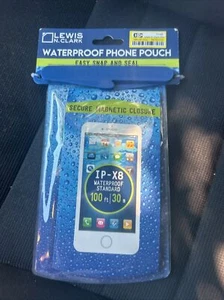 LEWIS
N. CLARK
WATERPROOF PHONE POUCH
EASY SNAP AND SEAL
SECURE MAGNETIC CLOSURE
IP-X8
WATERPROOF
STANDARD
100 ft | 30 m